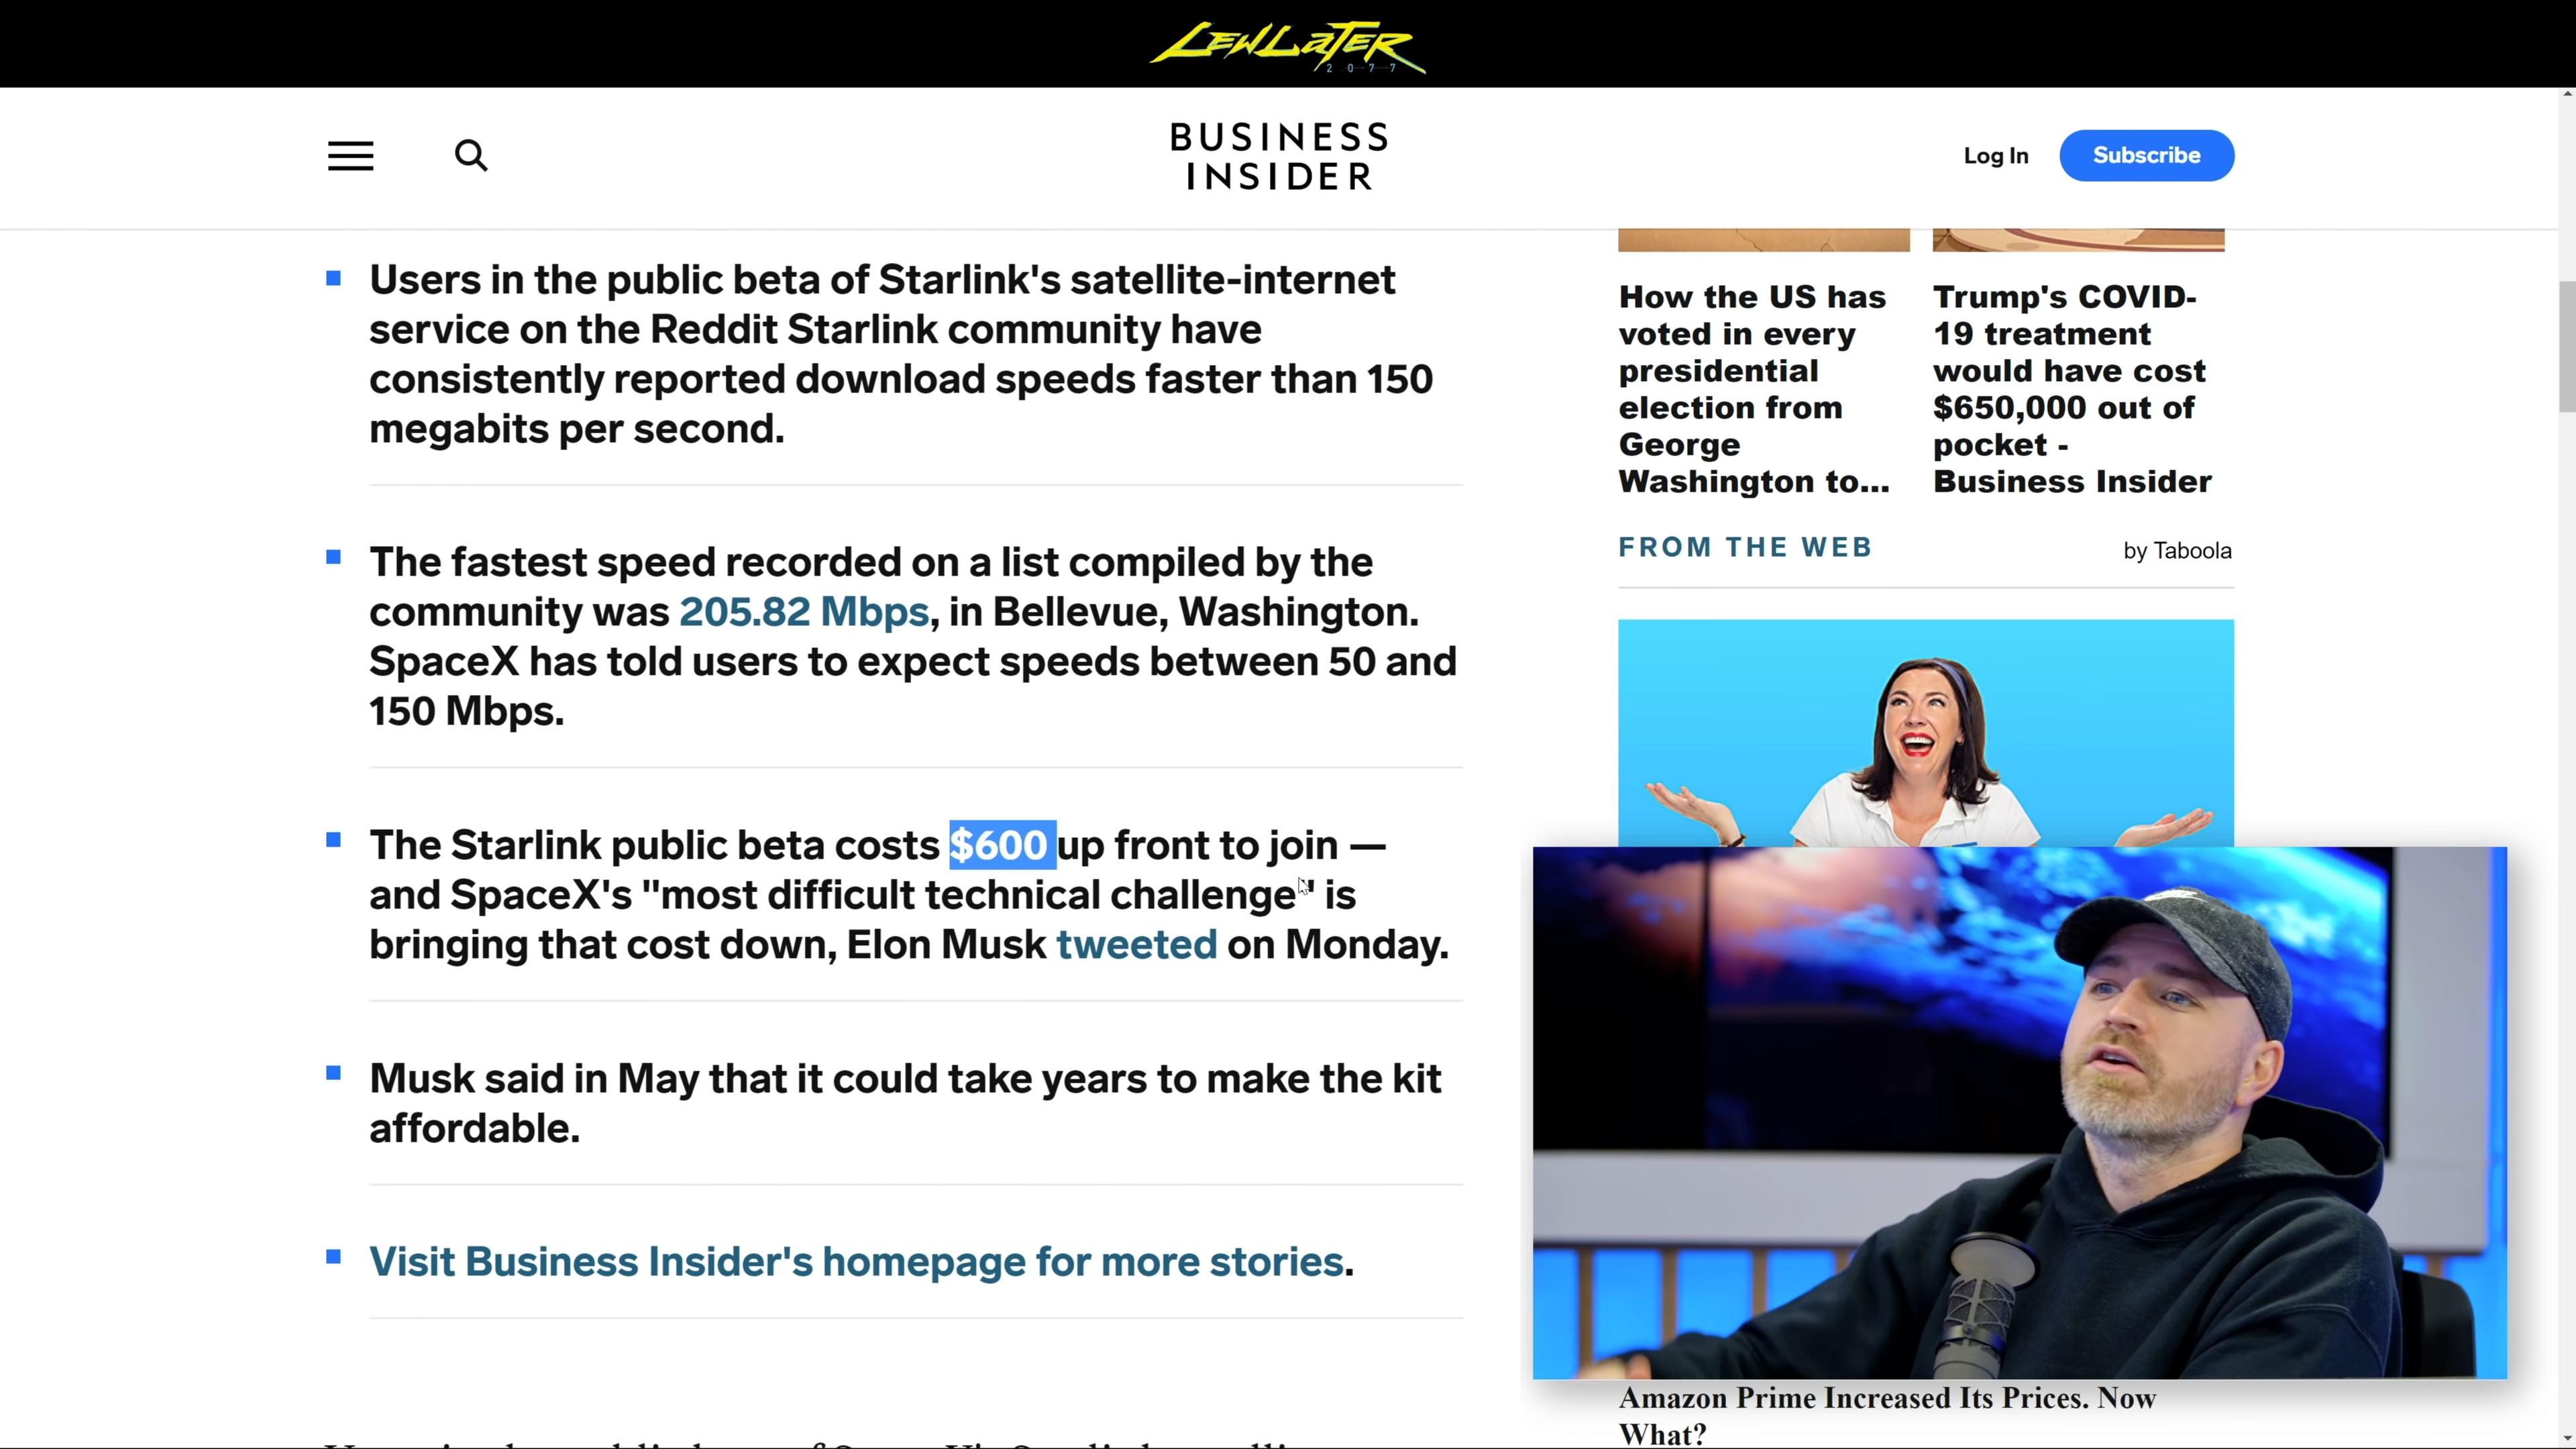 LEWLATER
2077
BUSINESS
INSIDER
Log In
Subscribe
Users in the public beta of Starlink's satellite-internet
service on the Reddit Starlink community have
consistently reported download speeds faster than 150
megabits per second.
The fastest speed recorded on a list compiled by the
community was 205.82 Mbps, in Bellevue, Washington.
SpaceX has told users to expect speeds between 50 and
150 Mbps.
The Starlink public beta costs $600 up front to join —
and SpaceX's "most difficult technical challenge" is
bringing that cost down, Elon Musk tweeted on Monday.
Musk said in May that it could take years to make the kit
affordable.
Visit Business Insider's homepage for more stories.
How the US has
voted in every
presidential
election from
George
Washington to...
Trump's COVID-
19 treatment
would have cost
$650,000 out of
pocket -
Business Insider
FROM THE WEB
by Taboola
Amazon Prime Increased Its Prices. Now
What?